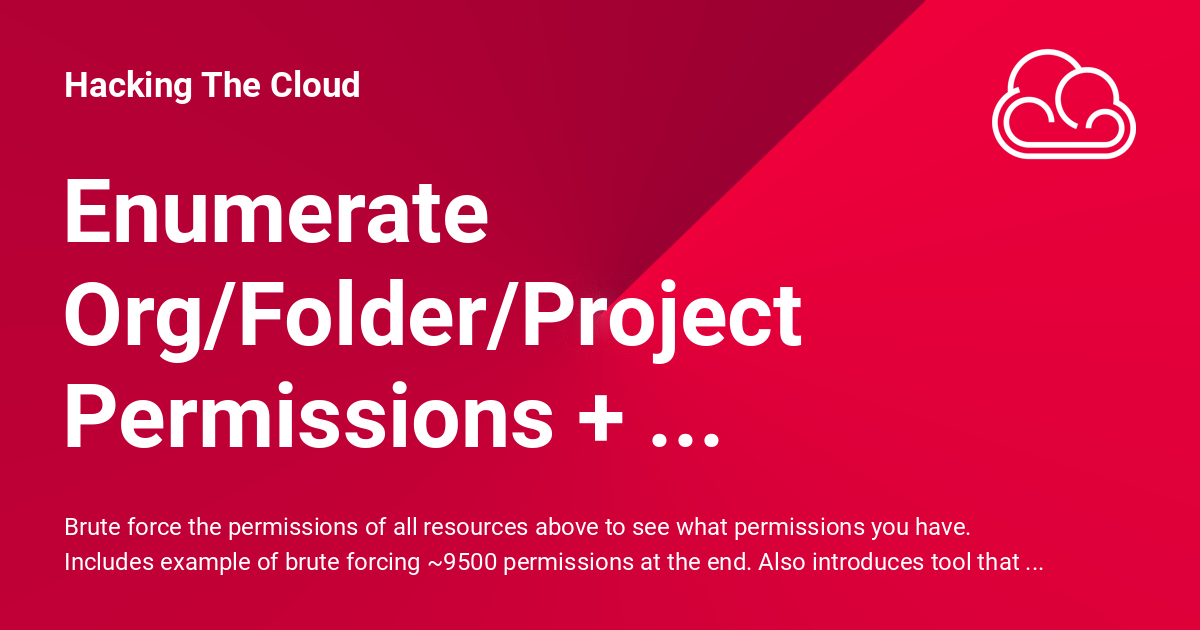 Hacking The Cloud
Enumerate
Org/Folder/Project
Permissions + ...
Brute force the permissions of all resources above to see what permissions you have.
Includes example of brute forcing ~9500 permissions at the end. Also introduces tool that ...